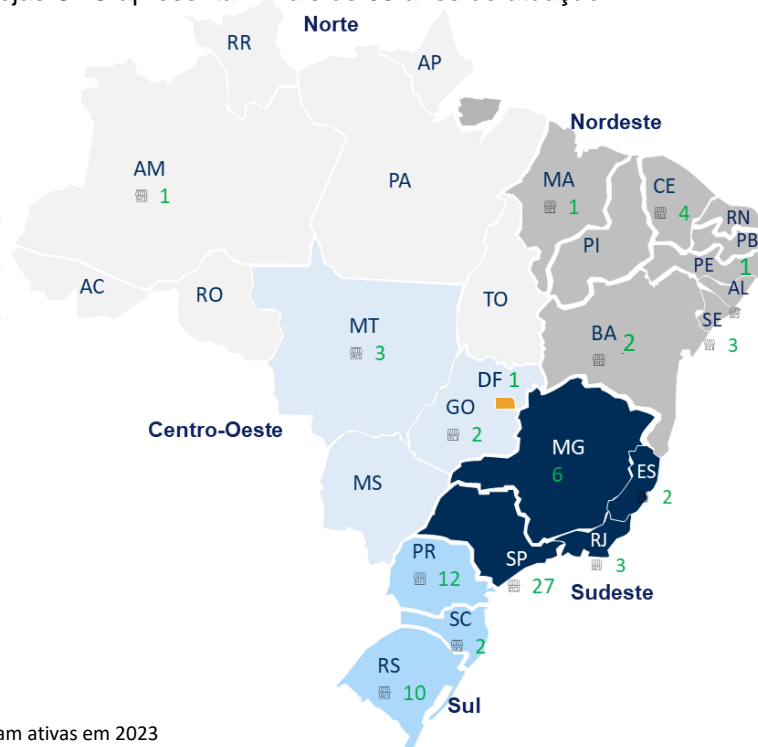 Norte
RR
AP
Nordeste
AM
1
PA
MA
1
CE
4
RN
PB
PI
PE
1
AL
AC
RO
TO
SE
3
MT
3
BA
2
DF 1
GO
2
Centro-Oeste
MG
6
ES
2
MS
RJ
3
PR
12
SP
27
Sudeste
SC
2
RS
10
Sul
am ativas em 2023